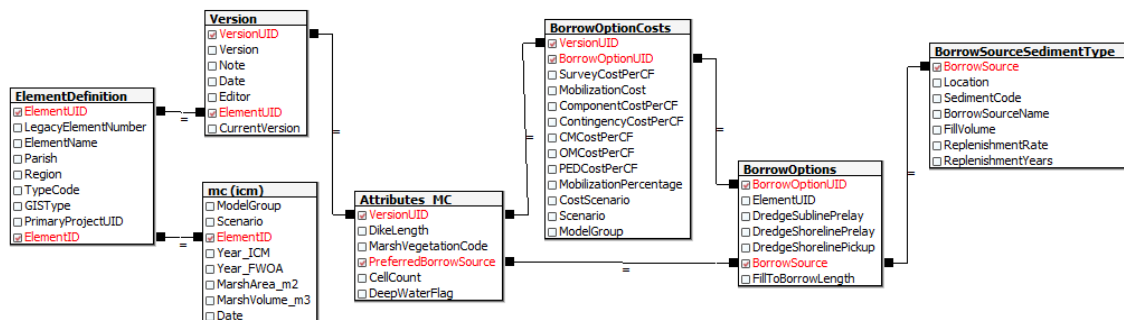 ElementDefinition
ElementUID
LegacyElementNumber
ElementName
Parish
Region
TypeCode
GISType
PrimaryProjectUID
ElementID
Version
VersionUID
Version
Note
Date
Editor
ElementUID
CurrentVersion
mc (icm)
ModelGroup
Scenario
ElementID
Year_ICM
Year_FWOA
MarshArea_m2
MarshVolume_m3
Date
Attributes_MC
VersionUID
DikeLength
MarshVegetationCode
PreferredBorrowSource
CellCount
DeepWaterFlag
BorrowOptionCosts
VersionUID
BorrowOptionUID
SurveyCostPerCF
MobilizationCost
ComponentCostPerCF
ContingencyCostPerCF
CMCostPerCF
OMCostPerCF
PEDCostPerCF
MobilizationPercentage
CostScenario
Scenario
ModelGroup
BorrowOptions
BorrowOptionUID
ElementUID
DredgeSublinePrelay
DredgeShorelinePrelay
DredgeShorelinePickup
BorrowSource
FillToBorrowLength
BorrowSourceSedimentType
BorrowSource
Location
SedimentCode
BorrowSourceName
FillVolume
ReplenishmentRate
ReplenishmentYears
=
=
=
=
=
=
=